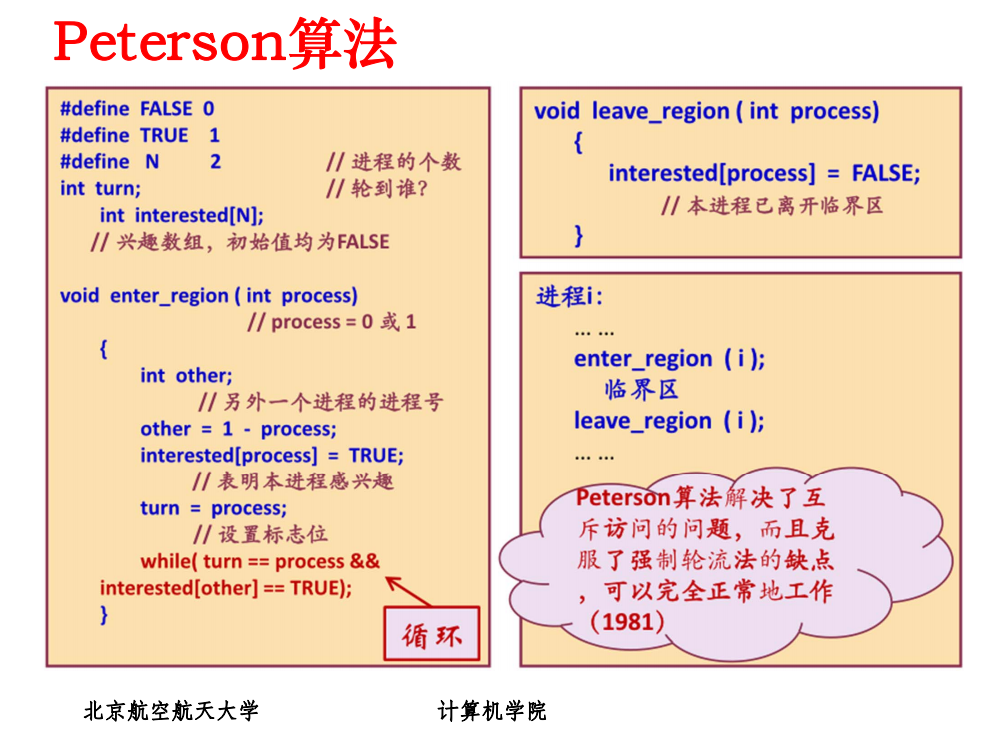 Peterson算法
#define FALSE 0
#define TRUE 1
#define N 2 // 进程的个数
int turn; // 轮到谁?
int interested[N];
// 兴趣数组，初始值均为FALSE
void enter_region ( int process)
// process = 0 或 1
{
int other;
// 另外一个进程的进程号
other = 1 - process;
interested[process] = TRUE;
// 表明本进程感兴趣
turn = process;
// 设置标志位
while( turn == process &&
interested[other] == TRUE);
}
循环
void leave_region ( int process)
{
interested[process] = FALSE;
// 本进程已离开临界区
}
进程i:
... ...
enter_region ( i );
临界区
leave_region ( i );
... ...
Peterson算法解决了互
斥访问的问题，而且克
服了强制轮流法的缺点
，可以完全正常地工作
（1981）
北京航空航天大学 计算机学院